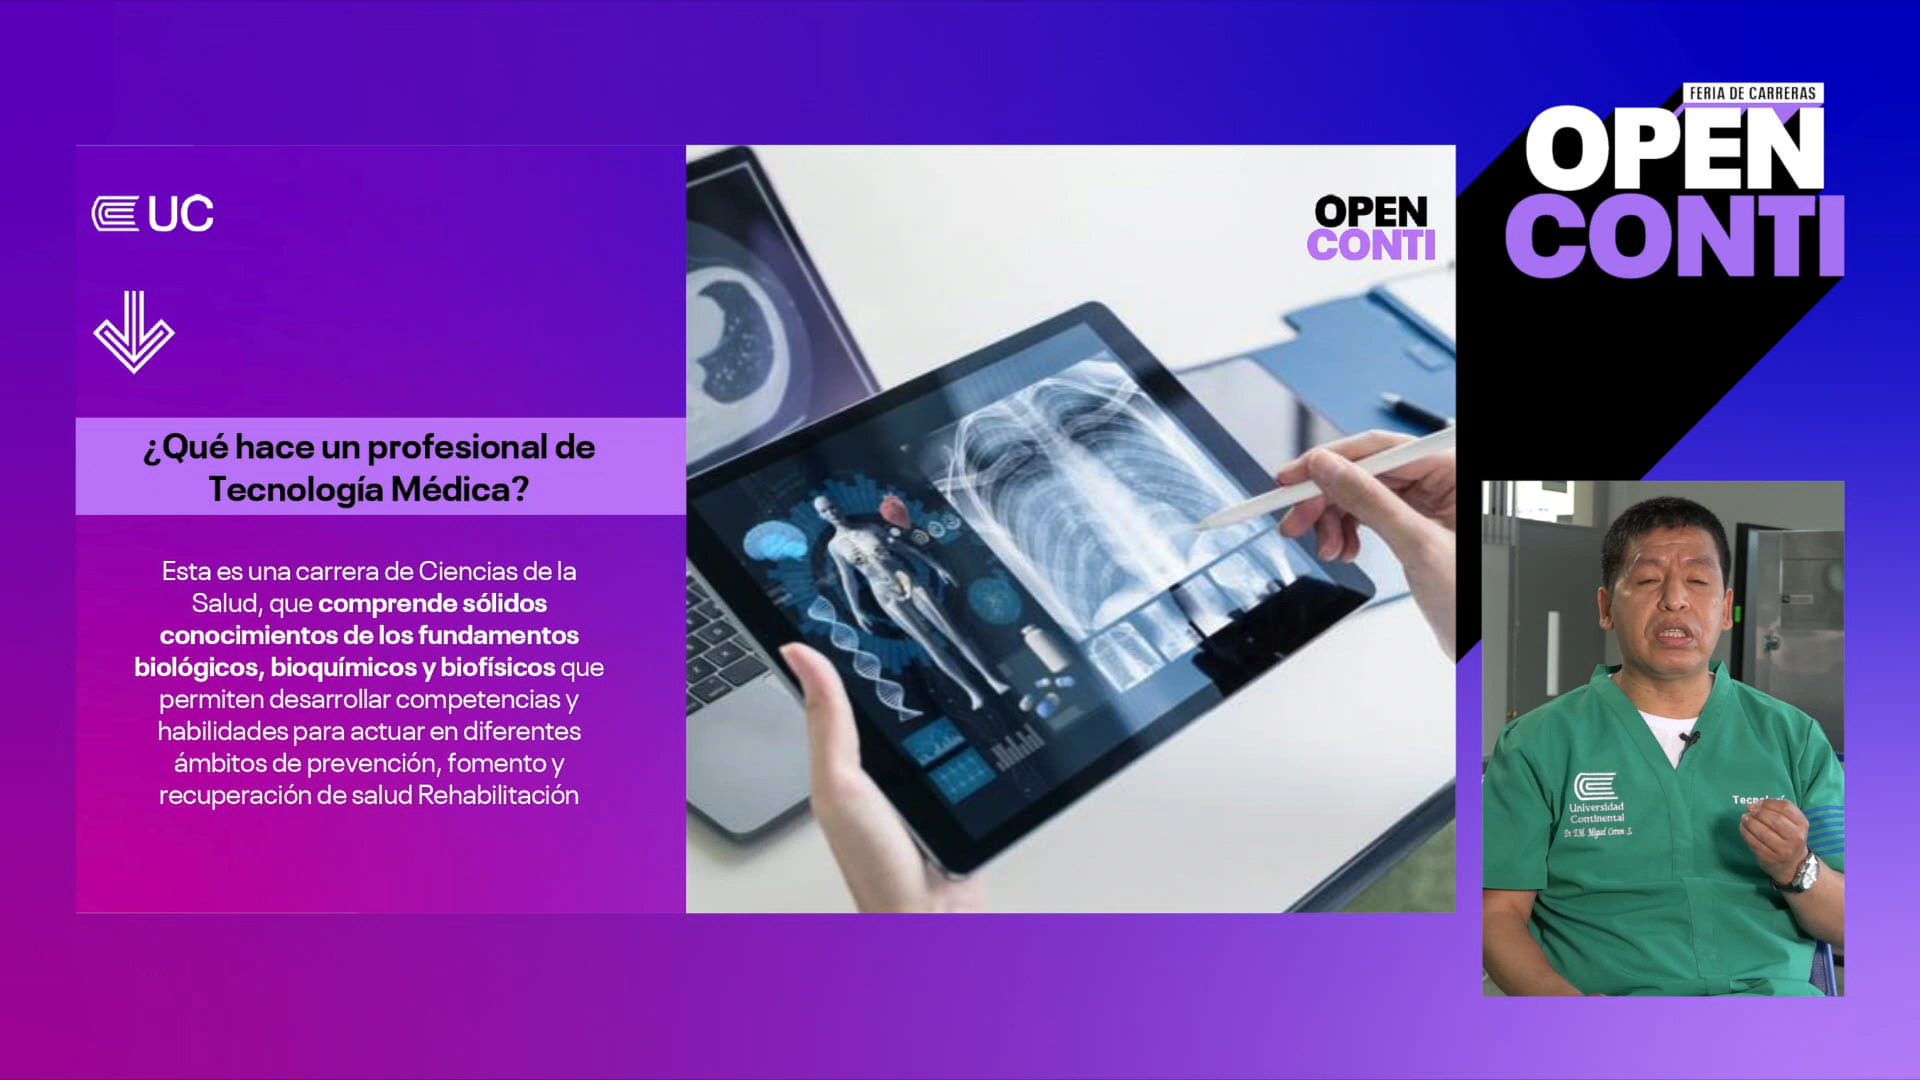 FERIA DE CARRERAS
OPEN
CONTI
UC
OPEN
CONTI
¿Qué hace un profesional de
Tecnología Médica?
Esta es una carrera de Ciencias de la
Salud, que comprende sólidos
conocimientos de los fundamentos
biológicos, bioquímicos y biofísicos que
permiten desarrollar competencias y
habilidades para actuar en diferentes
ámbitos de prevención, fomento y
recuperación de salud Rehabilitación
Universidad
Continental
Dr. T.M. Miguel